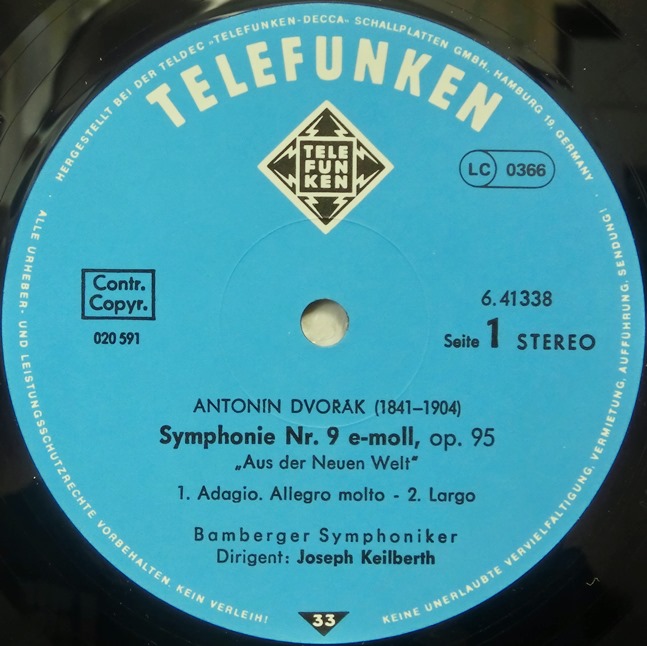 HERGESTELLT BEI DER TELDEC „TELEFUNKEN-DECCA" SCHALLPLATTEN GMBH., HAMBURG 19, GERMANY
TELEFUNKEN
TELE
FUN
KEN
LC 0366
Contr.
Copyr.
020 591
6.41338
Seite 1 STEREO
ANTONIN DVOŘÁK (1841–1904)
Symphonie Nr. 9 e-moll, op. 95
„Aus der Neuen Welt"
1. Adagio. Allegro molto - 2. Largo
Bamberger Symphoniker
Dirigent: Joseph Keilberth
33
ALLE URHEBER- UND LEISTUNGSSCHUTZRECHTE VORBEHALTEN. KEIN VERLEIH!
KEINE UNERLAUBTE VERVIELFÄLTIGUNG, VERMIETUNG, AUFFÜHRUNG, SENDUNG!